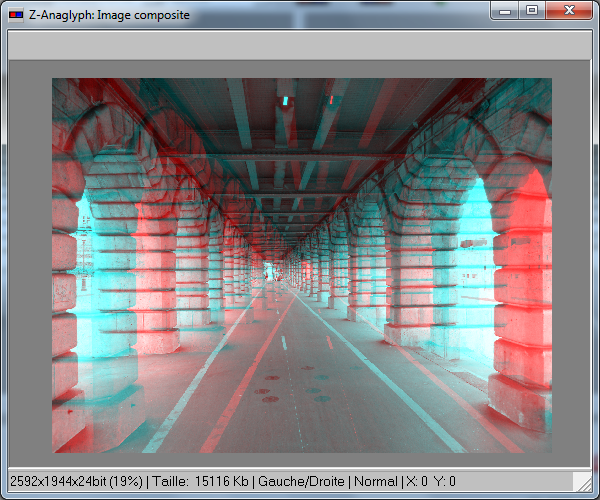 Z-Anaglyph: Image composite
2592x1944x24bit (19%) | Taille: 15116 Kb | Gauche/Droite | Normal | X: 0 Y: 0